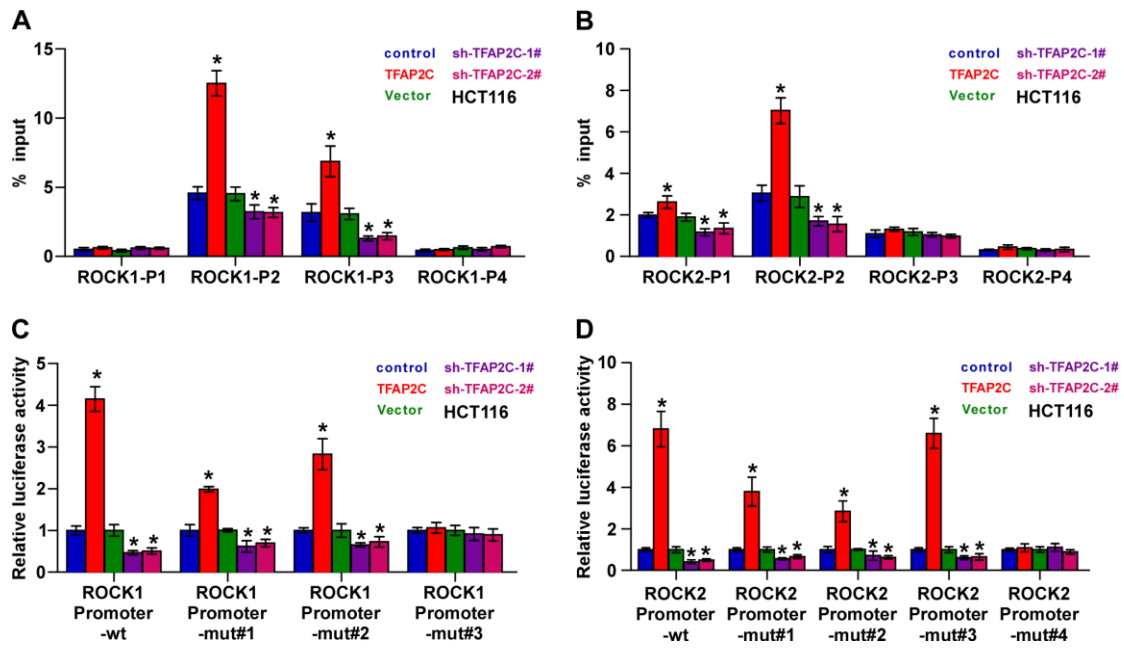 A
% input
15
10
5
0
control sh-TFAP2C-1#
TFAP2C sh-TFAP2C-2#
Vector HCT116
*
*
* *
* *
ROCK1-P1 ROCK1-P2 ROCK1-P3 ROCK1-P4
B
% input
10
8
6
4
2
0
control sh-TFAP2C-1#
TFAP2C sh-TFAP2C-2#
Vector HCT116
*
*
* *
* *
ROCK2-P1 ROCK2-P2 ROCK2-P3 ROCK2-P4
C
Relative luciferase activity
5
4
3
2
1
0
control sh-TFAP2C-1#
TFAP2C sh-TFAP2C-2#
Vector HCT116
*
*
*
* * * * * *
ROCK1 ROCK1 ROCK1 ROCK1
Promoter Promoter Promoter Promoter
-wt -mut#1 -mut#2 -mut#3
D
Relative luciferase activity
10
8
6
4
2
0
control sh-TFAP2C-1#
TFAP2C sh-TFAP2C-2#
Vector HCT116
* *
*
*
* * * * * * * *
ROCK2 ROCK2 ROCK2 ROCK2 ROCK2
Promoter Promoter Promoter Promoter Promoter
-wt -mut#1 -mut#2 -mut#3 -mut#4